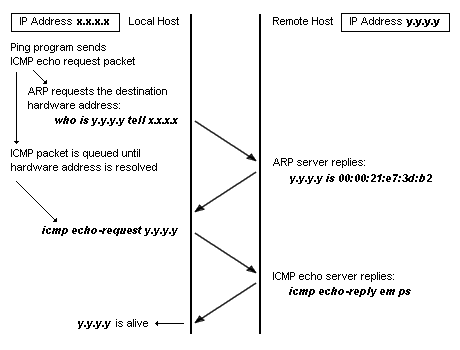 IP Address x.x.x.x Local Host
Remote Host IP Address y.y.y.y
Ping program sends
ICMP echo request packet
ARP requests the destination
hardware address:
who is y.y.y.y tell x.x.x.x
ICMP packet is queued until
hardware address is resolved
ARP server replies:
y.y.y.y is 00:00:21:e7:3d:b2
icmp echo-request y.y.y.y
ICMP echo server replies:
icmp echo-reply em ps
y.y.y.y is alive